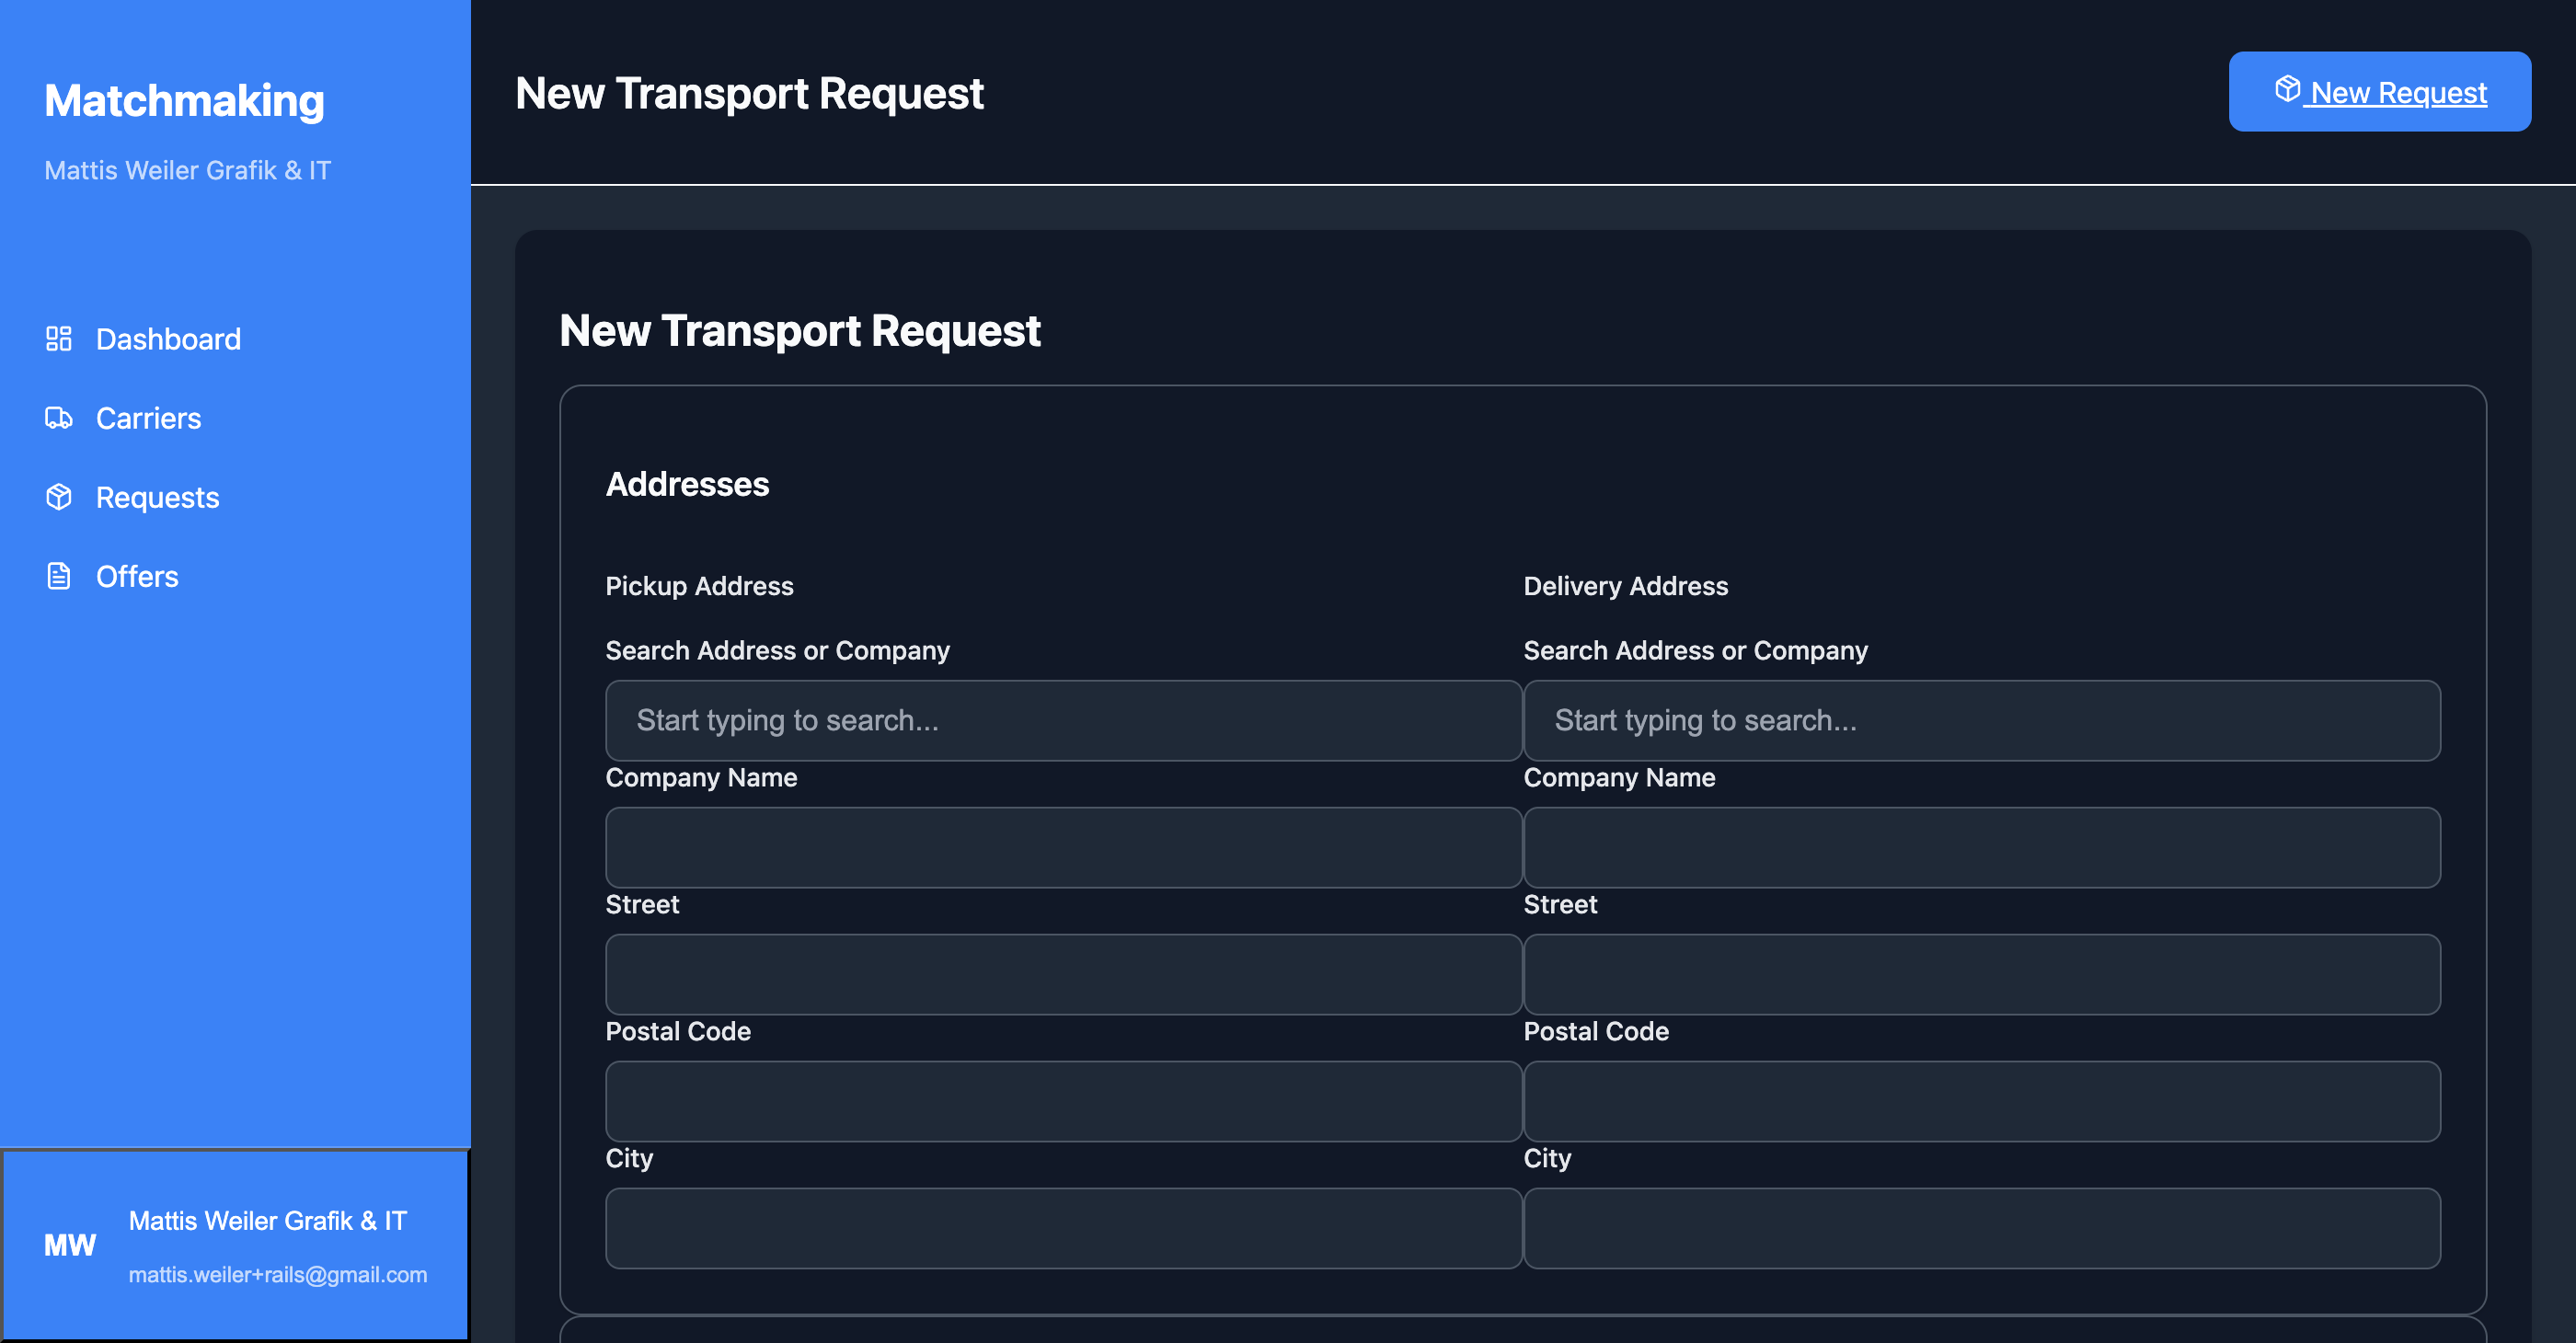 Matchmaking
Mattis Weiler Grafik & IT
Dashboard
Carriers
Requests
Offers
MW
Mattis Weiler Grafik & IT
mattis.weiler+rails@gmail.com
New Transport Request
New Request
New Transport Request
Addresses
Pickup Address
Search Address or Company
Start typing to search...
Company Name
Street
Postal Code
City
Delivery Address
Search Address or Company
Start typing to search...
Company Name
Street
Postal Code
City